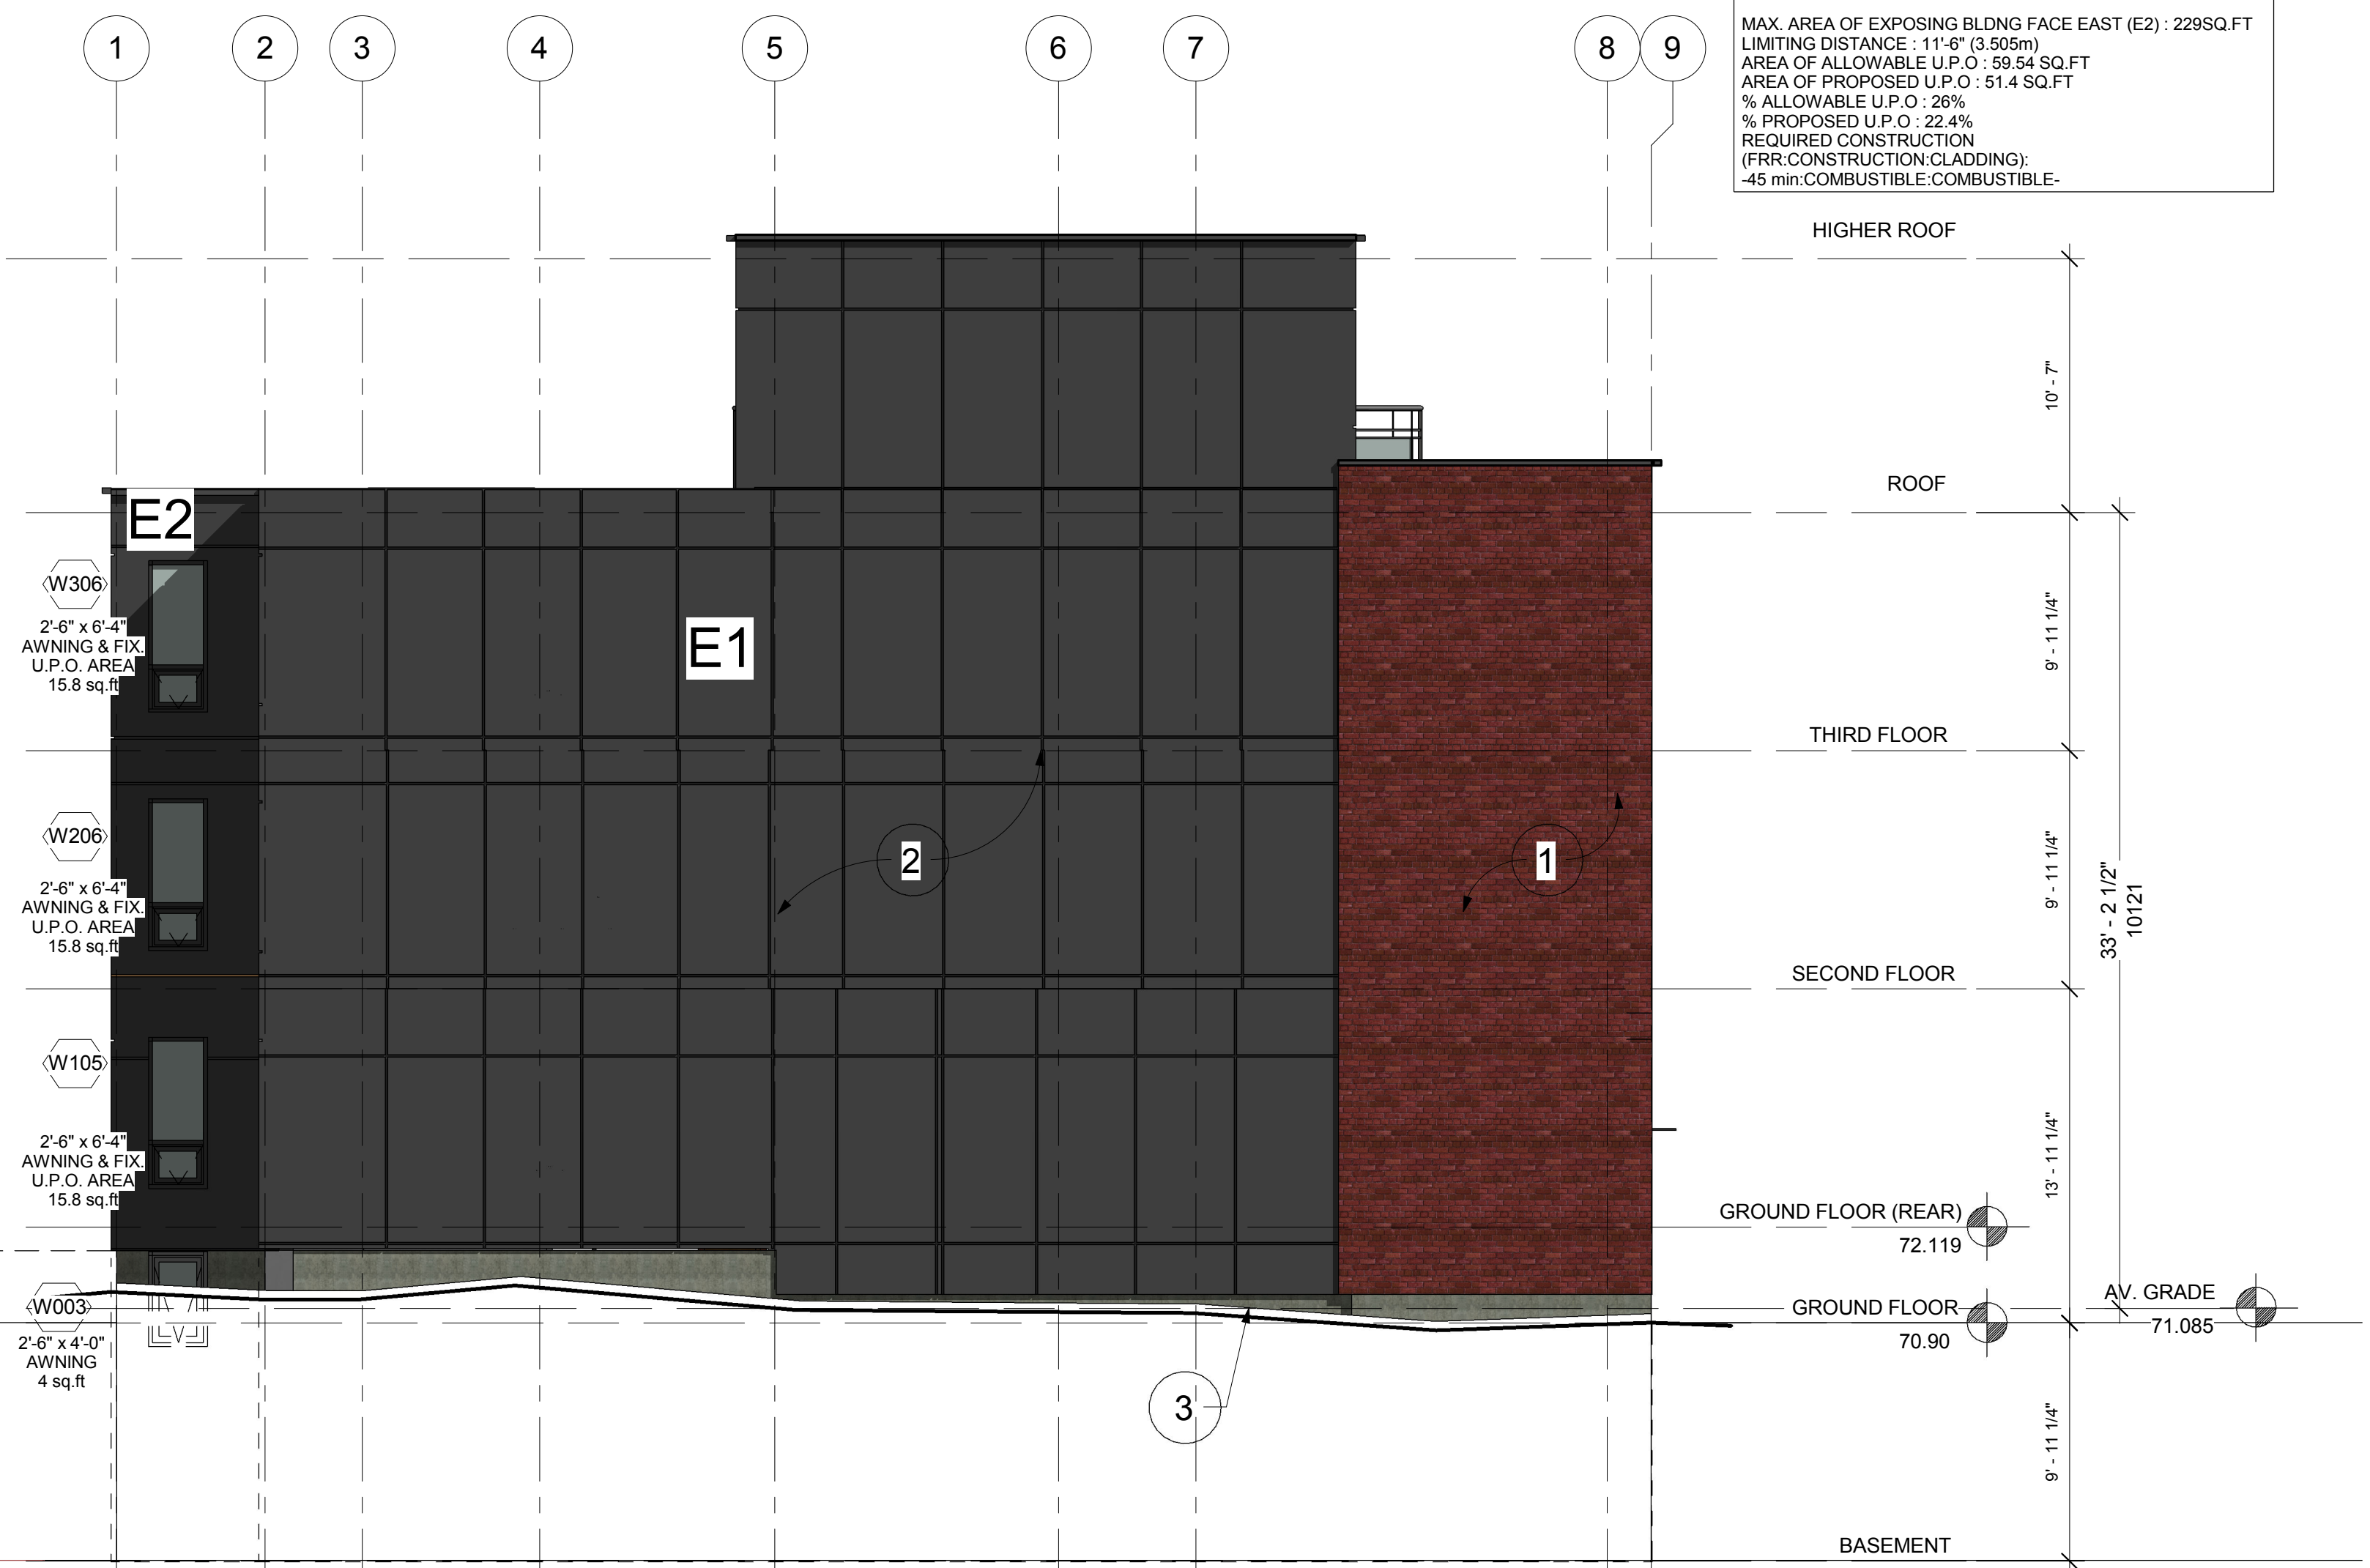 1
2
3
4
5
6
7
8
9
MAX. AREA OF EXPOSING BLDNG FACE EAST (E2) : 229SQ.FT
LIMITING DISTANCE : 11'-6" (3.505m)
AREA OF ALLOWABLE U.P.O : 59.54 SQ.FT
AREA OF PROPOSED U.P.O : 51.4 SQ.FT
% ALLOWABLE U.P.O : 26%
% PROPOSED U.P.O : 22.4%
REQUIRED CONSTRUCTION
(FRR:CONSTRUCTION:CLADDING):
-45 min:COMBUSTIBLE:COMBUSTIBLE-
HIGHER ROOF
10' - 7"
ROOF
E2
W306
2'-6" x 6'-4"
AWNING & FIX.
U.P.O. AREA
15.8 sq.ft
E1
9' - 11 1/4"
THIRD FLOOR
W206
2'-6" x 6'-4"
AWNING & FIX.
U.P.O. AREA
15.8 sq.ft
2
1
9' - 11 1/4"
33' - 2 1/2"
10121
SECOND FLOOR
W105
2'-6" x 6'-4"
AWNING & FIX.
U.P.O. AREA
15.8 sq.ft
13' - 11 1/4"
GROUND FLOOR (REAR)
72.119
W003
2'-6" x 4'-0"
AWNING
4 sq.ft
GROUND FLOOR
70.90
AV. GRADE
71.085
3
9' - 11 1/4"
BASEMENT